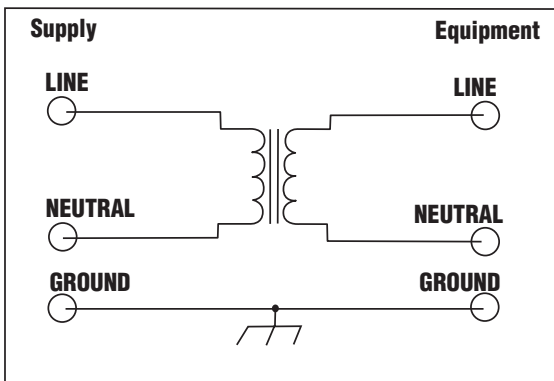 Supply Equipment
LINE LINE
NEUTRAL NEUTRAL
GROUND GROUND